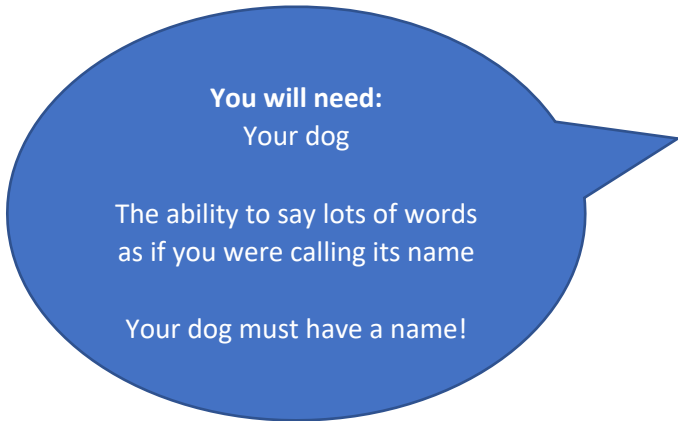 You will need:
Your dog
The ability to say lots of words
as if you were calling its name
Your dog must have a name!